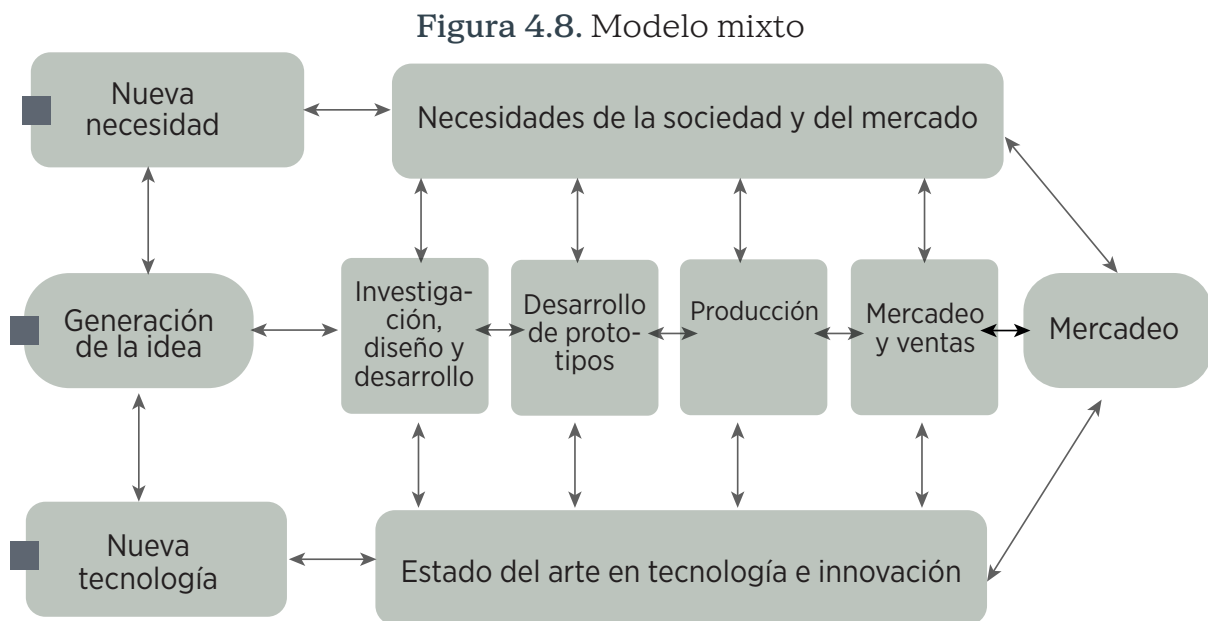 Figura 4.8. Modelo mixto
Nueva
necesidad
Necesidades de la sociedad y del mercado
Generación
de la idea
Investiga-
ción,
diseño y
desarrollo
Desarrollo
de proto-
tipos
Producción
Mercadeo
y ventas
Mercadeo
Nueva
tecnología
Estado del arte en tecnología e innovación